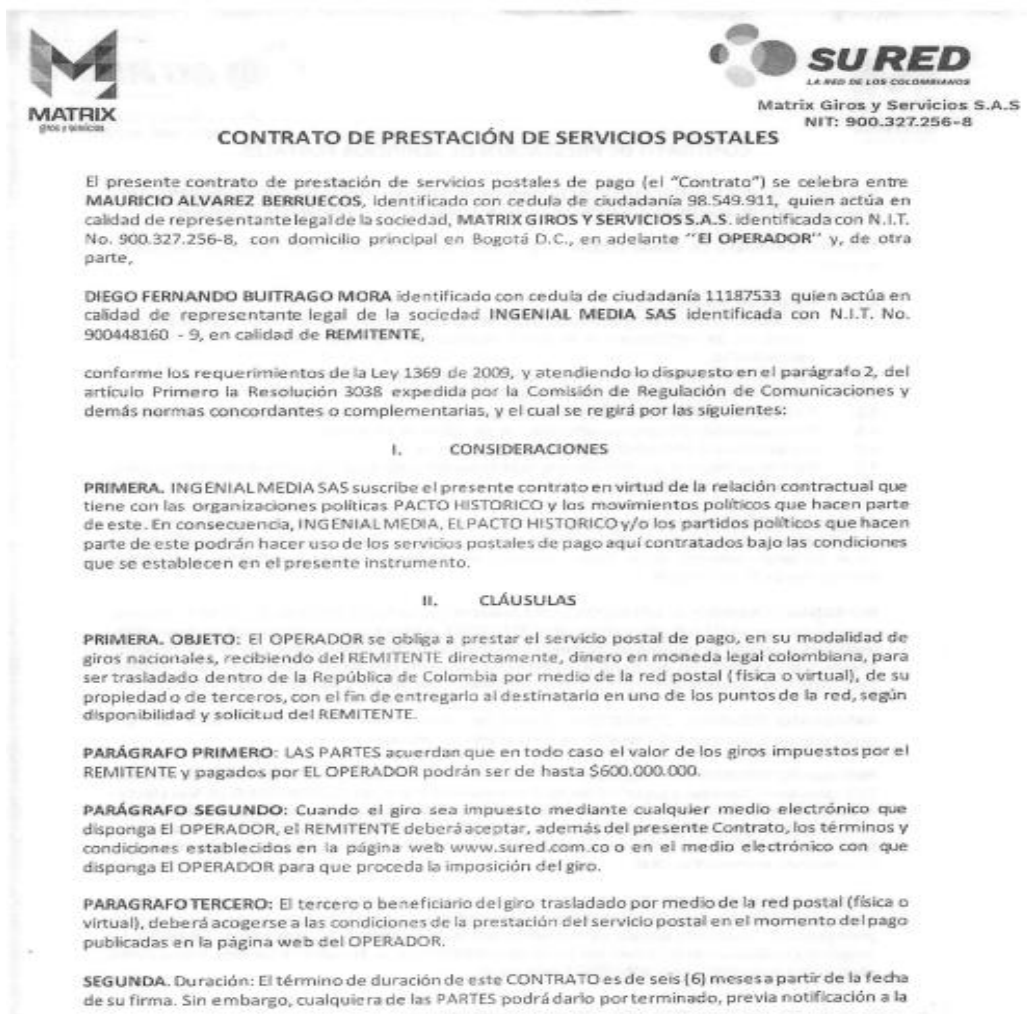 MATRIX
giros y servicios
SU RED
LA RED DE LOS COLOMBIANOS
Matrix Giros y Servicios S.A.S
NIT: 900.327.256-8
CONTRATO DE PRESTACIÓN DE SERVICIOS POSTALES
El presente contrato de prestación de servicios postales de pago (el "Contrato") se celebra entre
MAURICIO ALVAREZ BERRUECOS, identificado con cedula de ciudadanía 98.549.911, quien actúa en
calidad de representante legal de la sociedad, MATRIX GIROS Y SERVICIOS S.A.S. identificada con N.I.T.
No. 900.327.256-8, con domicilio principal en Bogotá D.C., en adelante "El OPERADOR" y, de otra
parte,
DIEGO FERNANDO BUITRAGO MORA identificado con cedula de ciudadanía 11187533 quien actúa en
calidad de representante legal de la sociedad INGENIAL MEDIA SAS identificada con N.I.T. No.
900448160 - 9, en calidad de REMITENTE,
conforme los requerimientos de la Ley 1369 de 2009, y atendiendo lo dispuesto en el parágrafo 2, del
artículo Primero la Resolución 3038 expedida por la Comisión de Regulación de Comunicaciones y
demás normas concordantes o complementarias, y el cual se regirá por las siguientes:
I. CONSIDERACIONES
PRIMERA. INGENIAL MEDIA SAS suscribe el presente contrato en virtud de la relación contractual que
tiene con las organizaciones políticas PACTO HISTORICO y los movimientos políticos que hacen parte
de este. En consecuencia, INGENIAL MEDIA, EL PACTO HISTORICO y/o los partidos políticos que hacen
parte de este podrán hacer uso de los servicios postales de pago aquí contratados bajo las condiciones
que se establecen en el presente instrumento.
II. CLÁUSULAS
PRIMERA. OBJETO: El OPERADOR se obliga a prestar el servicio postal de pago, en su modalidad de
giros nacionales, recibiendo del REMITENTE directamente, dinero en moneda legal colombiana, para
ser trasladado dentro de la República de Colombia por medio de la red postal (física o virtual), de su
propiedad o de terceros, con el fin de entregarlo al destinatario en uno de los puntos de la red, según
disponibilidad y solicitud del REMITENTE.
PARÁGRAFO PRIMERO: LAS PARTES acuerdan que en todo caso el valor de los giros impuestos por el
REMITENTE y pagados por EL OPERADOR podrán ser de hasta $600.000.000.
PARÁGRAFO SEGUNDO: Cuando el giro sea impuesto mediante cualquier medio electrónico que
disponga El OPERADOR, el REMITENTE deberá aceptar, además del presente Contrato, los términos y
condiciones establecidos en la página web www.sured.com.co o en el medio electrónico con que
disponga El OPERADOR para que proceda la imposición del giro.
PARAGRAFO TERCERO: El tercero o beneficiario del giro trasladado por medio de la red postal (física o
virtual), deberá acogerse a las condiciones de la prestación del servicio postal en el momento del pago
publicadas en la página web del OPERADOR.
SEGUNDA. Duración: El término de duración de este CONTRATO es de seis (6) meses a partir de la fecha
de su firma. Sin embargo, cualquiera de las PARTES podrá darlo por terminado, previa notificación a la